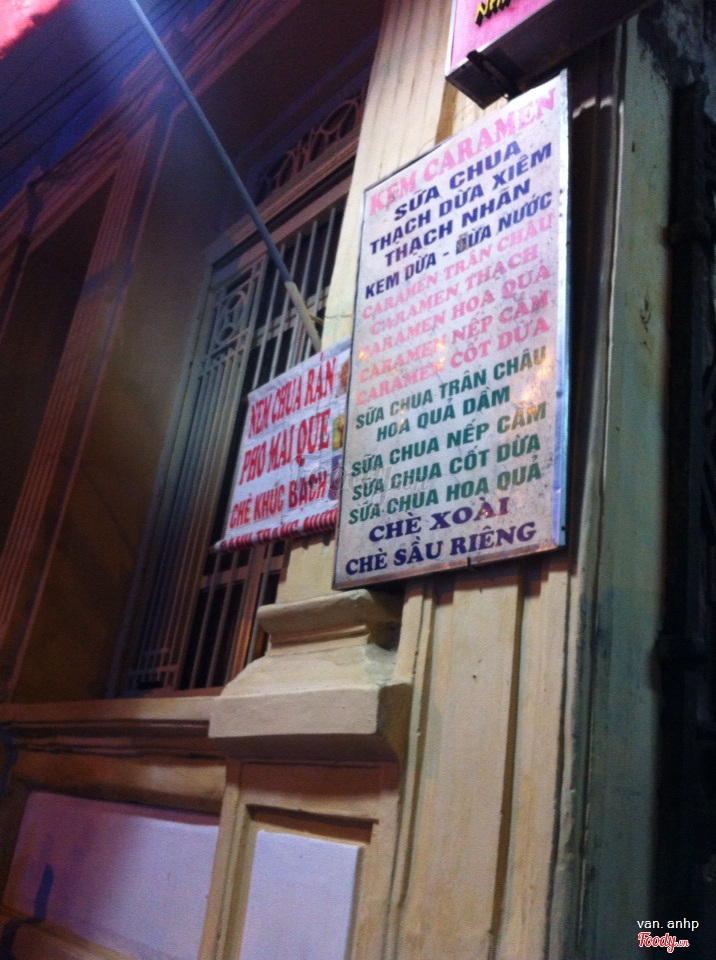 KEM CARAMEN
SỮA CHUA
THẠCH DỪA XIÊM
THẠCH NHÃN
KEM DỪA - DỪA NƯỚC
CARAMEN TRÂN CHÂU
CARAMEN THẠCH
CARAMEN HOA QUẢ
CARAMEN NẾP CẨM
CARAMEN CỐT DỪA
SỮA CHUA TRÂN CHÂU
HOA QUẢ DẦM
SỮA CHUA NẾP CẨM
SỮA CHUA CỐT DỪA
SỮA CHUA HOA QUẢ
CHÈ XOÀI
CHÈ SẦU RIÊNG
NEM CHUA RÁN
PHO MAI QUE
CHÈ KHÚC BẠCH
van. anhp
Foody.vn